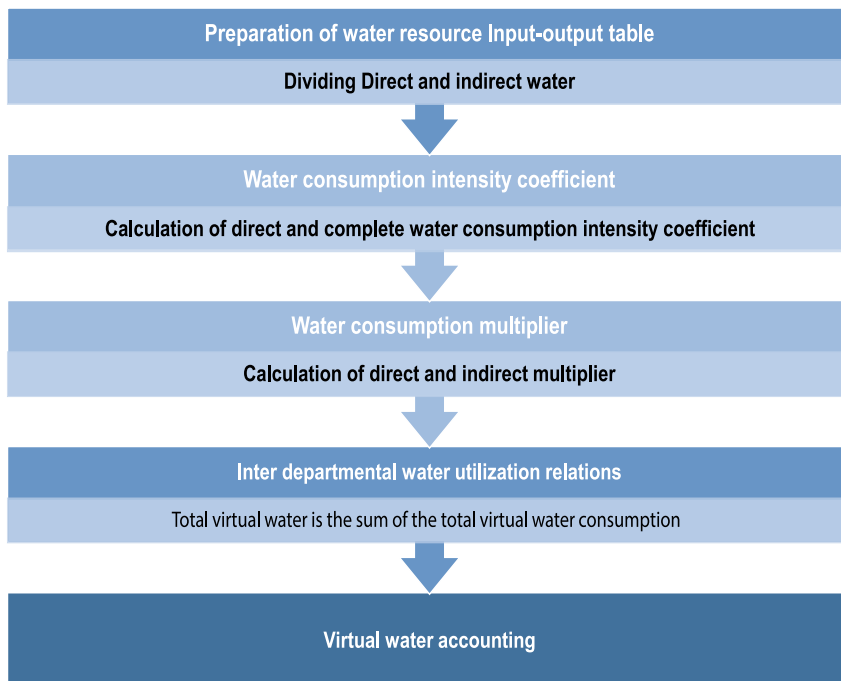 Preparation of water resource Input-output table
Dividing Direct and indirect water
Water consumption intensity coefficient
Calculation of direct and complete water consumption intensity coefficient
Water consumption multiplier
Calculation of direct and indirect multiplier
Inter departmental water utilization relations
Total virtual water is the sum of the total virtual water consumption
Virtual water accounting